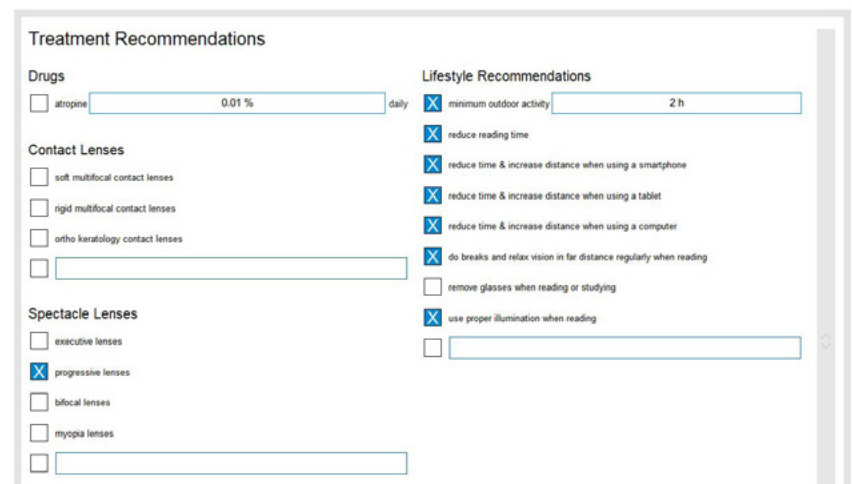 Treatment Recommendations
Drugs
atropine 0.01 % daily
Contact Lenses
soft multifocal contact lenses
rigid multifocal contact lenses
ortho keratology contact lenses
Spectacle Lenses
executive lenses
X progressive lenses
bifocal lenses
myopia lenses
Lifestyle Recommendations
X minimum outdoor activity 2 h
X reduce reading time
X reduce time & increase distance when using a smartphone
X reduce time & increase distance when using a tablet
X reduce time & increase distance when using a computer
X do breaks and relax vision in far distance regularly when reading
remove glasses when reading or studying
X use proper illumination when reading